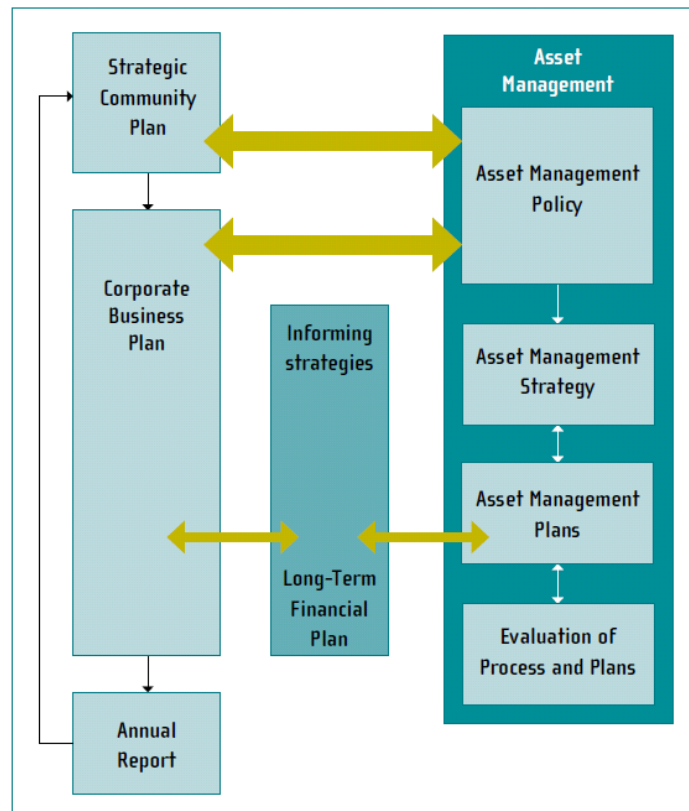 Strategic
Community
Plan
Corporate
Business
Plan
Annual
Report
Informing
strategies
Long-Term
Financial
Plan
Asset
Management
Asset Management
Policy
Asset Management
Strategy
Asset Management
Plans
Evaluation of
Process and Plans